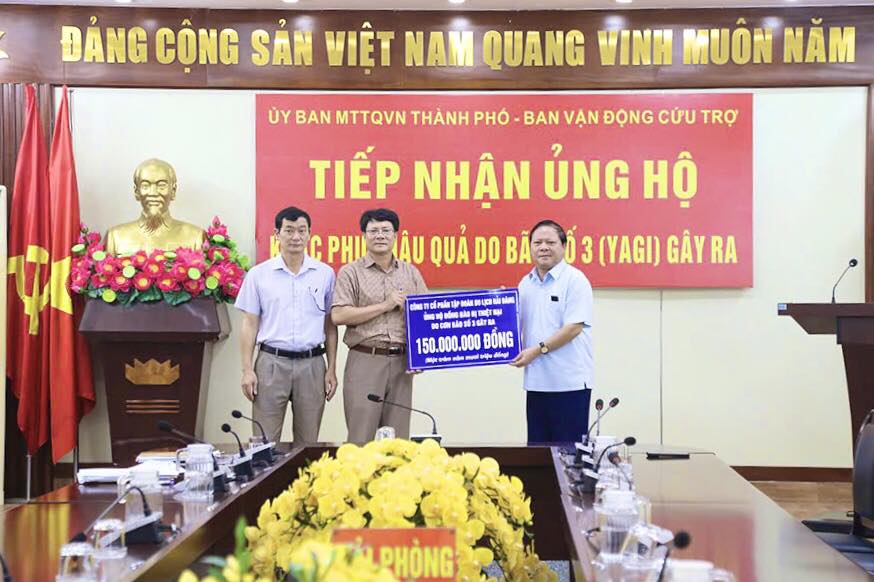 ĐẢNG CỘNG SẢN VIỆT NAM QUANG VINH MUÔN NĂM
ỦY BAN MTTQVN THÀNH PHỐ - BAN VẬN ĐỘNG CỨU TRỢ
TIẾP NHẬN ỦNG HỘ
PHỤ HẬU QUẢ DO BÃO SỐ 3 (YAGI) GÂY RA
CÔNG TY CỔ PHẦN TẬP ĐOÀN DU LỊCH HẢI ĐĂNG
ỦNG HỘ ĐỒNG BÀO BỊ THIỆT HẠI
DO CƠN BÃO SỐ 3 GÂY RA
150.000.000 ĐỒNG
(Một trăm năm mươi triệu đồng)
PHÒNG